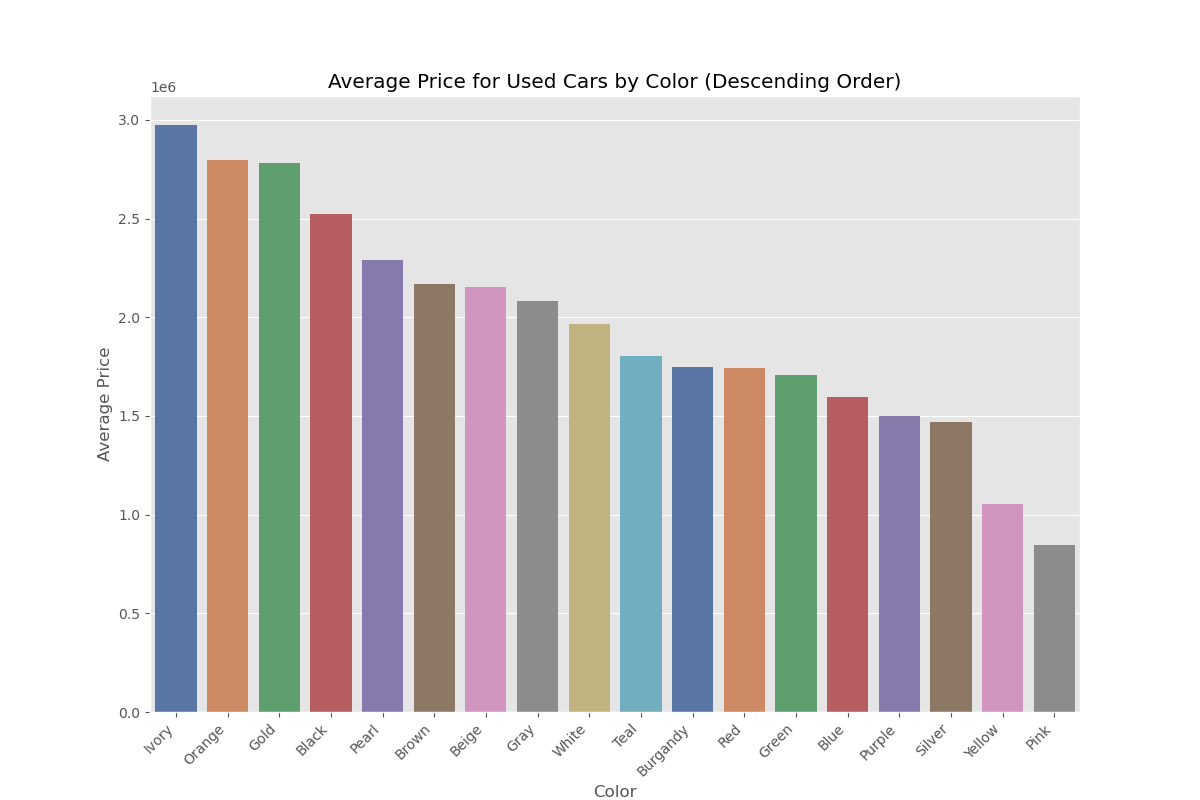 Average Price for Used Cars by Color (Descending Order)
1e6
3.0
2.5
2.0
1.5
1.0
0.5
0.0
Average Price
Ivory
Orange
Gold
Black
Pearl
Brown
Beige
Gray
White
Teal
Burgandy
Red
Green
Blue
Purple
Silver
Yellow
Pink
Color